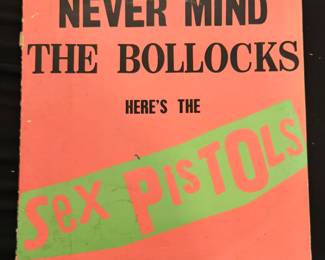 NEVER MIND
THE BOLLOCKS
HERE'S THE
Sex PisTOLs